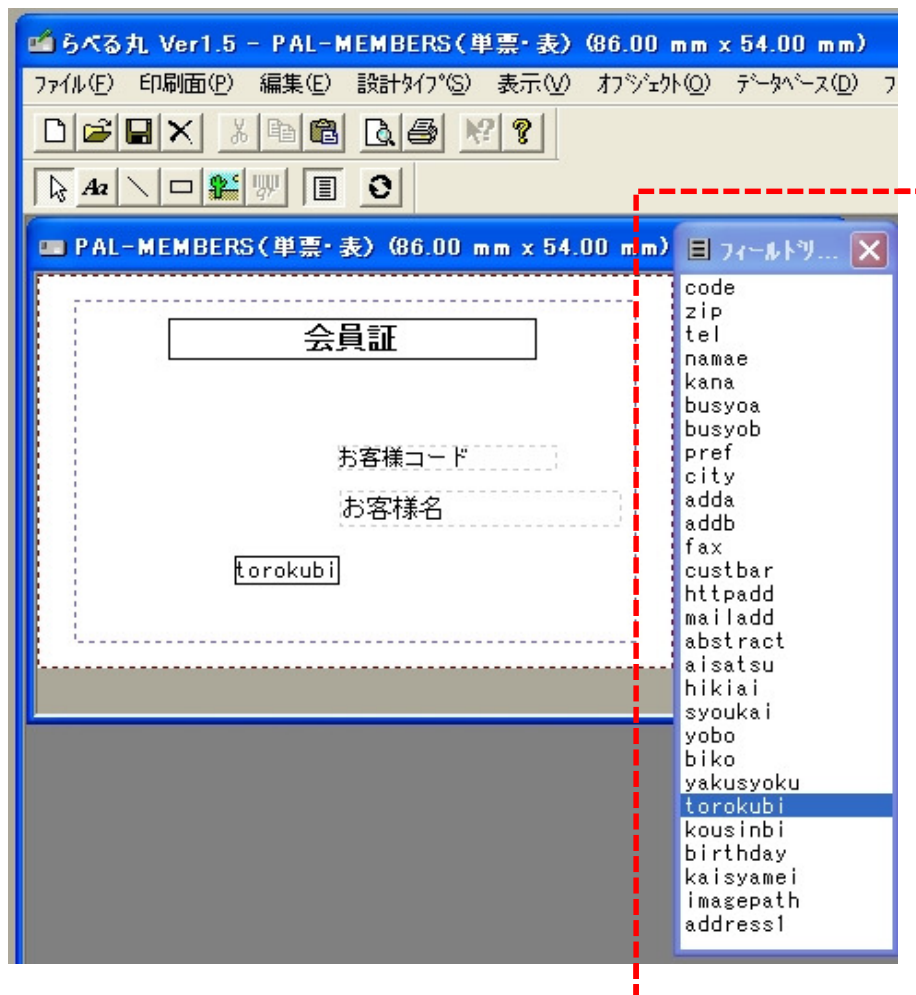 らべる丸 Ver1.5 - PAL-MEMBERS(単票・表) (86.00 mm x 54.00 mm)
ファイル(F) 印刷面(P) 編集(E) 設計タイプ(S) 表示(V) オブジェクト(O) データベース(D) フ
Aa
PAL-MEMBERS(単票・表) (86.00 mm x 54.00 mm)
フィールドリ...
会員証
お客様コード
お客様名
torokubi
code
zip
tel
namae
kana
busyoa
busyob
pref
city
adda
addb
fax
custbar
httpadd
mailadd
abstract
aisatsu
hikiai
syoukai
yobo
biko
yakusyoku
torokubi
kousinbi
birthday
kaisyamei
imagepath
address1